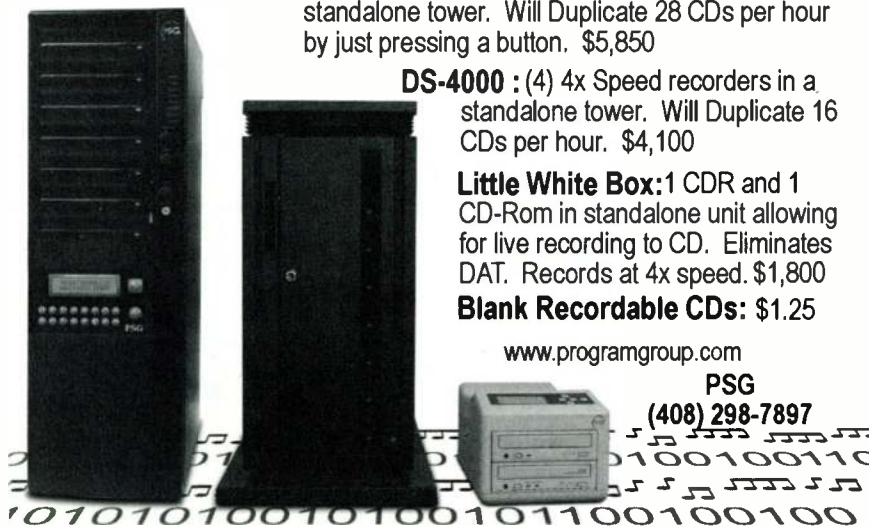 standalone tower. Will Duplicate 28 CDs per hour
by just pressing a button. $5,850
DS-4000 : (4) 4x Speed recorders in a
standalone tower. Will Duplicate 16
CDs per hour. $4,100
Little White Box:1 CDR and 1
CD-Rom in standalone unit allowing
for live recording to CD. Eliminates
DAT. Records at 4x speed. $1,800
Blank Recordable CDs: $1.25
www.programgroup.com
PSG
(408) 298-7897
PSG
PSG